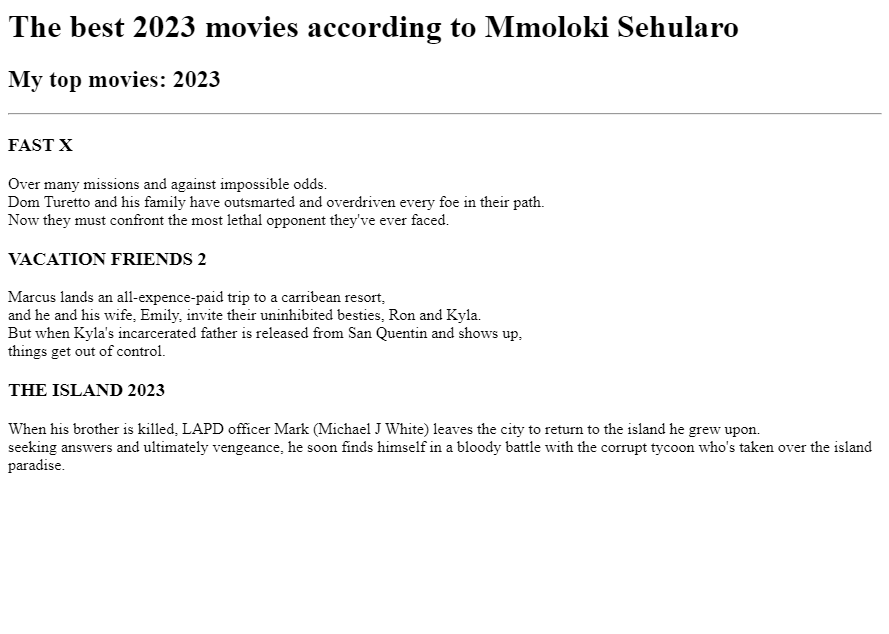 The best 2023 movies according to Mmoloki Sehularo
My top movies: 2023
FAST X
Over many missions and against impossible odds.
Dom Turetto and his family have outsmarted and overdriven every foe in their path.
Now they must confront the most lethal opponent they've ever faced.
VACATION FRIENDS 2
Marcus lands an all-expence-paid trip to a carribean resort,
and he and his wife, Emily, invite their uninhibited besties, Ron and Kyla.
But when Kyla's incarcerated father is released from San Quentin and shows up,
things get out of control.
THE ISLAND 2023
When his brother is killed, LAPD officer Mark (Michael J White) leaves the city to return to the island he grew upon.
seeking answers and ultimately vengeance, he soon finds himself in a bloody battle with the corrupt tycoon who's taken over the island
paradise.